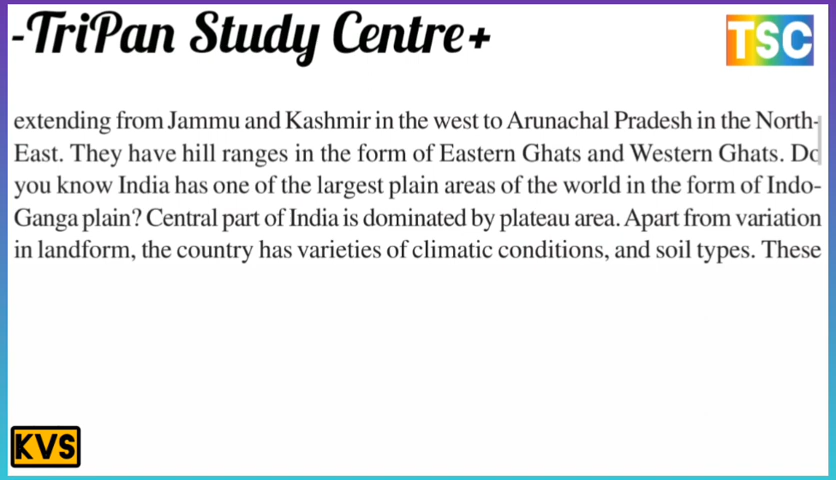 -TriPan Study Centre+
TSC
extending from Jammu and Kashmir in the west to Arunachal Pradesh in the North-
East. They have hill ranges in the form of Eastern Ghats and Western Ghats. Do
you know India has one of the largest plain areas of the world in the form of Indo-
Ganga plain? Central part of India is dominated by plateau area. Apart from variation
in landform, the country has varieties of climatic conditions, and soil types. These
KVS